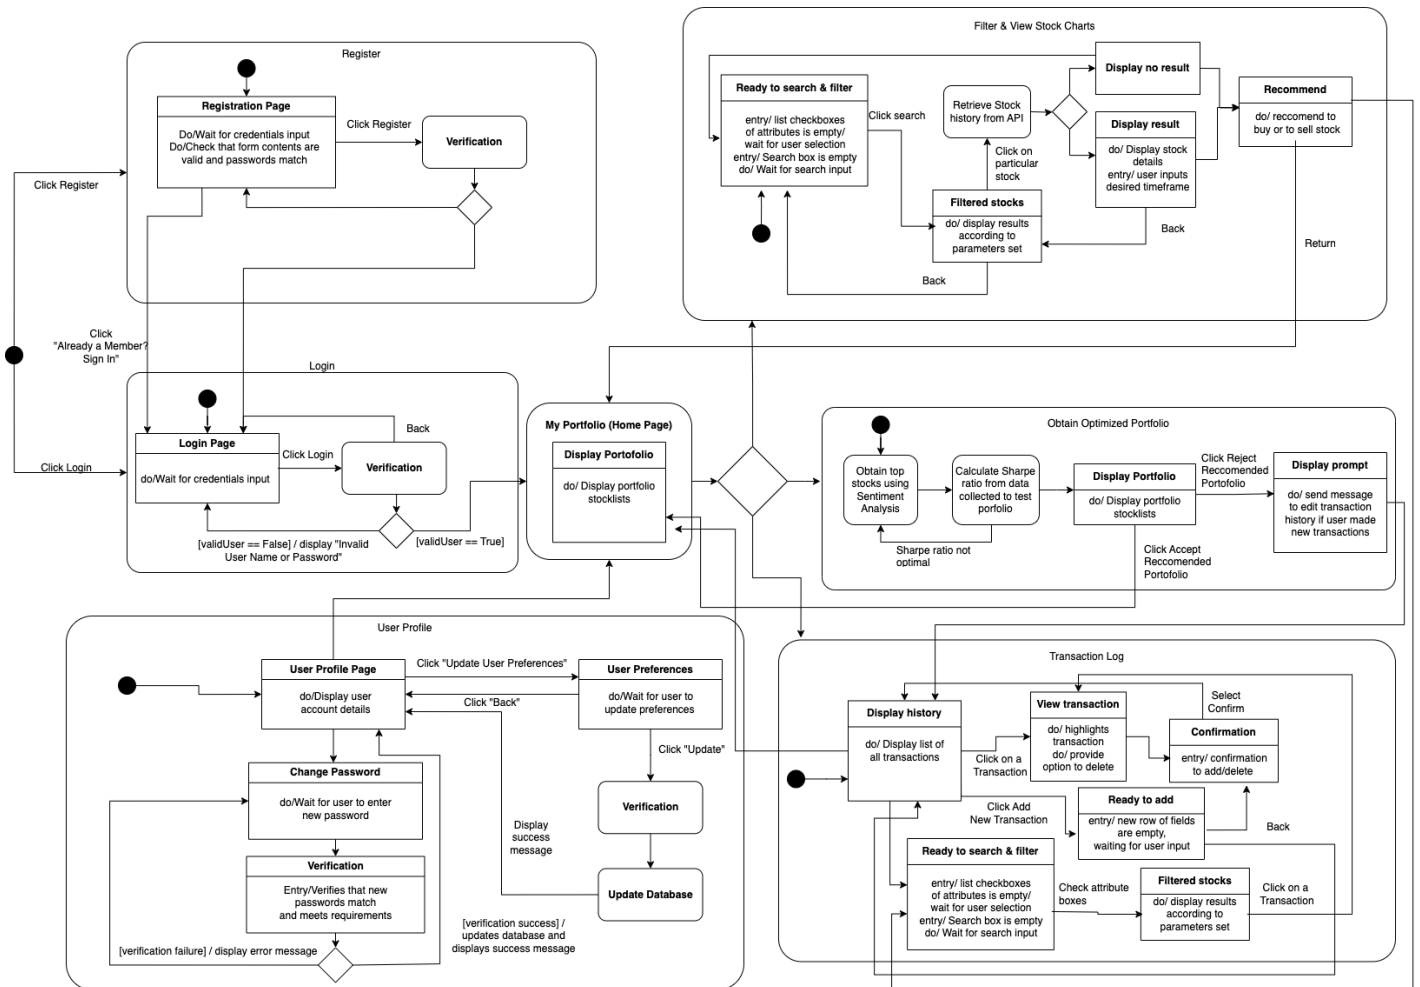 Register
Registration Page
Do/Wait for credentials input
Do/Check that form contents are
valid and passwords match
Click Register
Verification
Click Register
Click
"Already a Member?
Sign In"
Click Login
Login
Login Page
do/Wait for credentials input
Click Login
Back
Verification
[validUser == False] / display "Invalid
User Name or Password"
[validUser == True]
My Portfolio (Home Page)
Display Portofolio
do/ Display portfolio
stocklists
Filter & View Stock Charts
Ready to search & filter
entry/ list checkboxes
of attributes is empty/
wait for user selection
entry/ Search box is empty
do/ Wait for search input
Click search
Retrieve Stock
history from API
Click on
particular
stock
Filtered stocks
do/ display results
according to
parameters set
Back
Display no result
Display result
do/ Display stock
details
entry/ user inputs
desired timeframe
Back
Recommend
do/ reccomend to
buy or to sell stock
Return
Obtain Optimized Portfolio
Obtain top
stocks using
Sentiment
Analysis
Calculate Sharpe
ratio from data
collected to test
porfolio
Sharpe ratio not
optimal
Display Portfolio
do/ Display portfolio
stocklists
Click Reject
Reccomended
Portofolio
Click Accept
Reccomended
Portofolio
Display prompt
do/ send message
to edit transaction
history if user made
new transactions
User Profile
User Profile Page
do/Display user
account details
Click "Update User Preferences"
Click "Back"
User Preferences
do/Wait for user to
update preferences
Click "Update"
Change Password
do/Wait for user to enter
new password
Verification
Entry/Verifies that new
passwords match
and meets requirements
[verification failure] / display error message
[verification success] /
updates database and
displays success message
Display
success
message
Verification
Update Database
Transaction Log
Display history
do/ Display list of
all transactions
Click on a
Transaction
View transaction
do/ highlights
transaction
do/ provide
option to delete
Select
Confirm
Confirmation
entry/ confirmation
to add/delete
Click Add
New Transaction
Ready to add
entry/ new row of fields
are empty,
waiting for user input
Back
Ready to search & filter
entry/ list checkboxes
of attributes is empty/
wait for user selection
entry/ Search box is empty
do/ Wait for search input
Check attribute
boxes
Filtered stocks
do/ display results
according to
parameters set
Click on a
Transaction